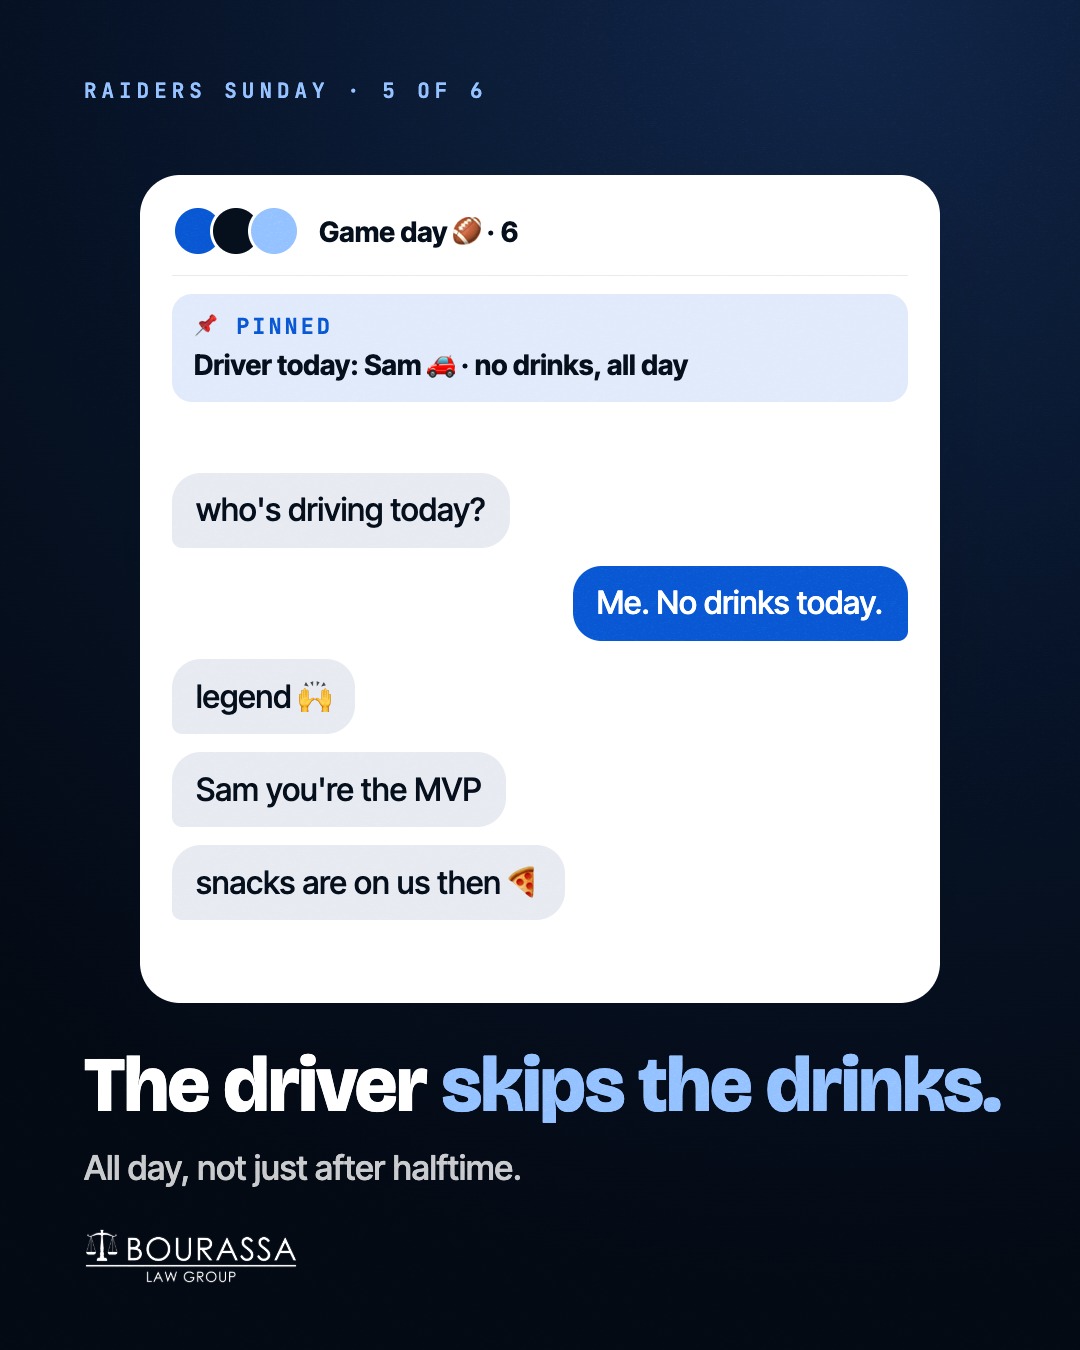 RAIDERS SUNDAY · 5 OF 6
Game day 🏈 · 6
📌 PINNED
Driver today: Sam 🚗 · no drinks, all day
who's driving today?
Me. No drinks today.
legend 🙌
Sam you're the MVP
snacks are on us then 🍕
The driver skips the drinks.
All day, not just after halftime.
BOURASSA
LAW GROUP